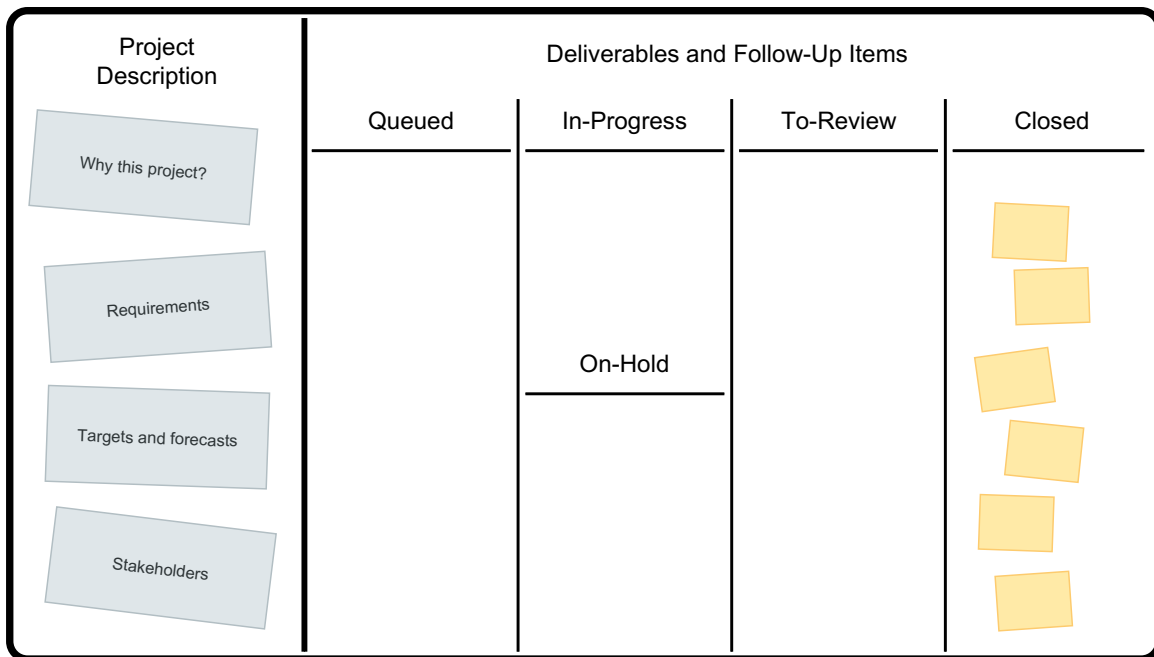 Project
Description
Why this project?
Requirements
Targets and forecasts
Stakeholders
Deliverables and Follow-Up Items
Queued
In-Progress
To-Review
Closed
On-Hold